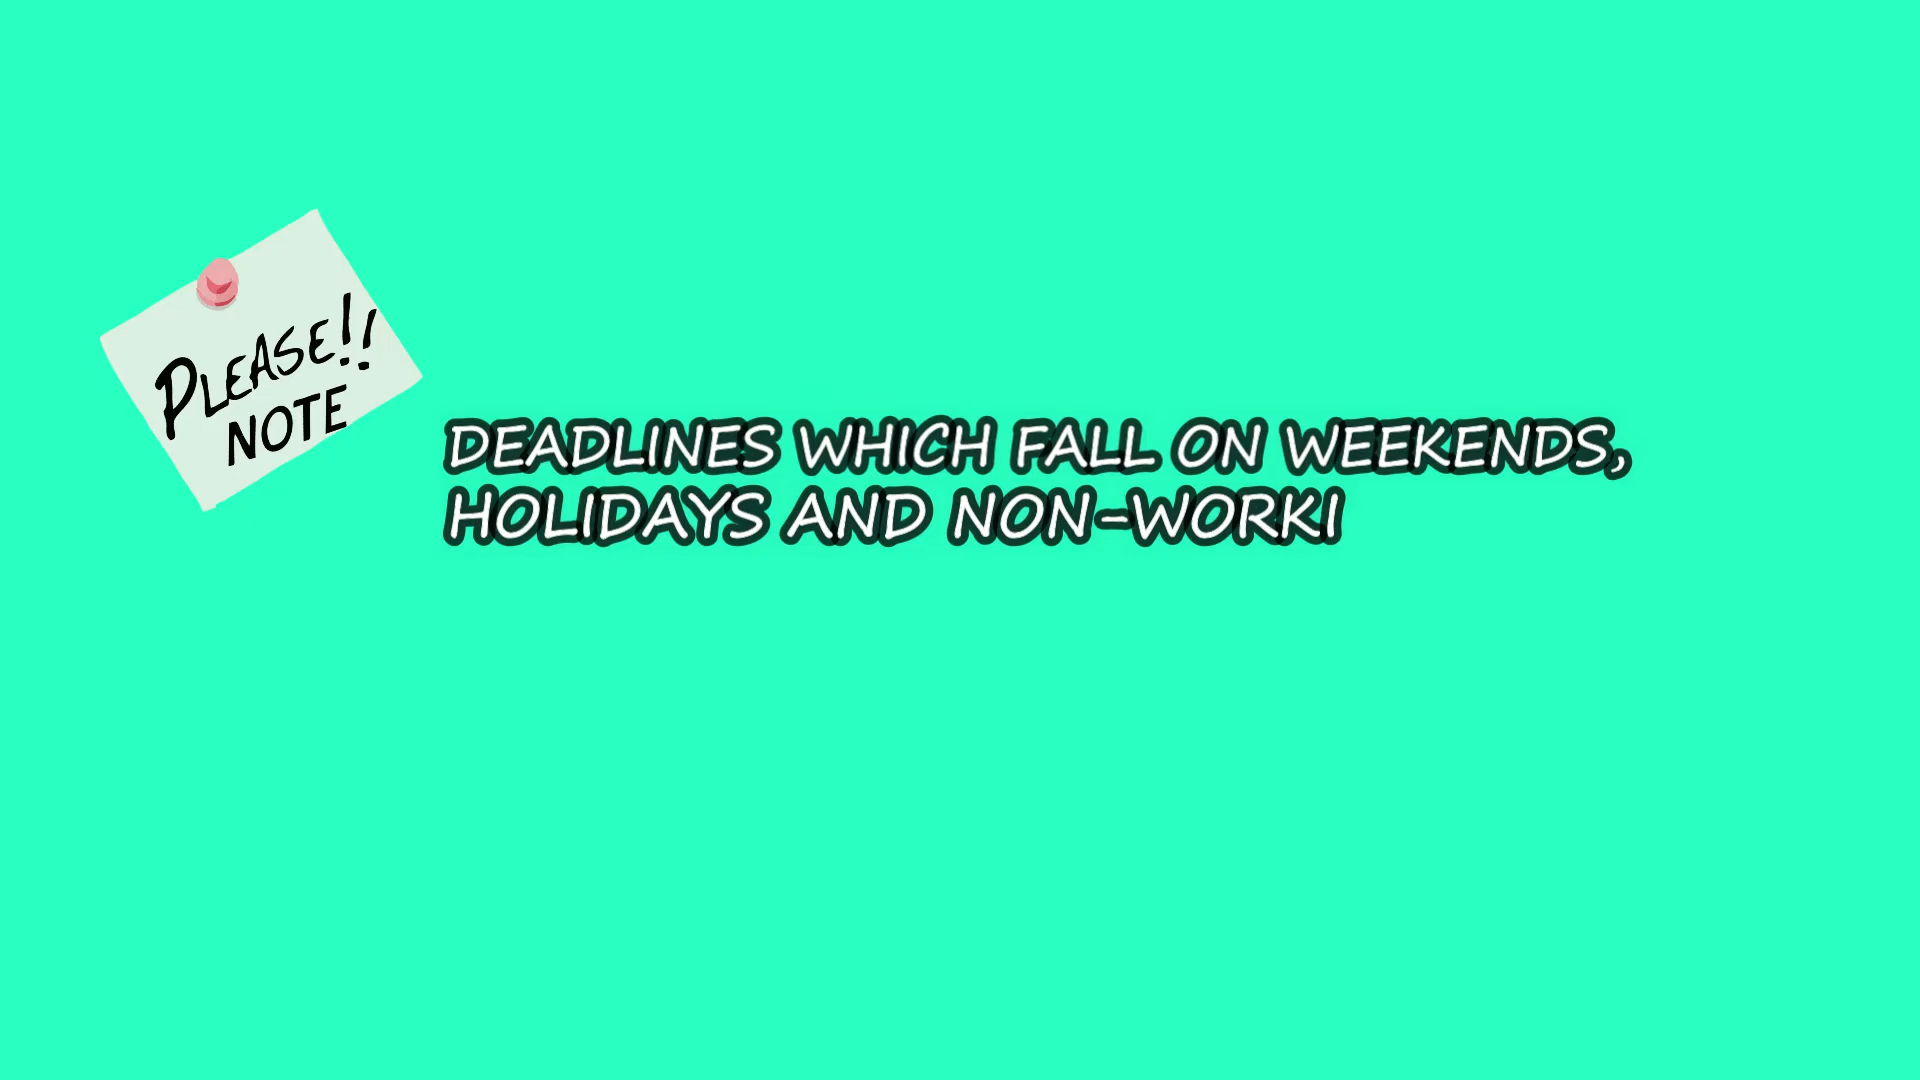 PLEASE!!
NOTE
DEADLINES WHICH FALL ON WEEKENDS,
HOLIDAYS AND NON-WORKI